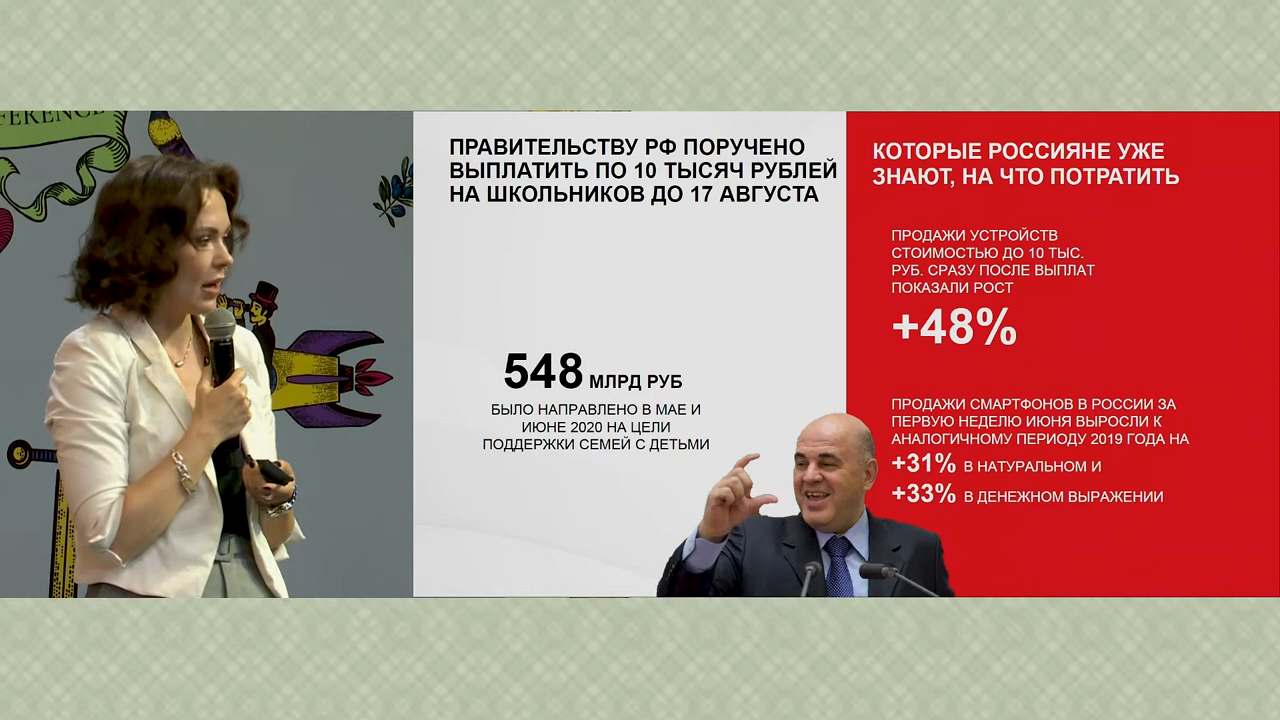 FERENCE
ПРАВИТЕЛЬСТВУ РФ ПОРУЧЕНО
ВЫПЛАТИТЬ ПО 10 ТЫСЯЧ РУБЛЕЙ
НА ШКОЛЬНИКОВ ДО 17 АВГУСТА
548 МЛРД РУБ
БЫЛО НАПРАВЛЕНО В МАЕ И
ИЮНЕ 2020 НА ЦЕЛИ
ПОДДЕРЖКИ СЕМЕЙ С ДЕТЬМИ
КОТОРЫЕ РОССИЯНЕ УЖЕ
ЗНАЮТ, НА ЧТО ПОТРАТИТЬ
ПРОДАЖИ УСТРОЙСТВ
СТОИМОСТЬЮ ДО 10 ТЫС.
РУБ. СРАЗУ ПОСЛЕ ВЫПЛАТ
ПОКАЗАЛИ РОСТ
+48%
ПРОДАЖИ СМАРТФОНОВ В РОССИИ ЗА
ПЕРВУЮ НЕДЕЛЮ ИЮНЯ ВЫРОСЛИ К
АНАЛОГИЧНОМУ ПЕРИОДУ 2019 ГОДА НА
+31% В НАТУРАЛЬНОМ И
+33% В ДЕНЕЖНОМ ВЫРАЖЕНИИ